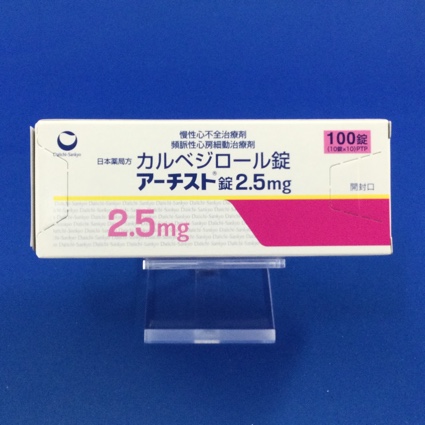 慢性心不全治療剤
頻脈性心房細動治療剤
日本薬局方 カルベジロール錠
アーチスト®錠2.5mg
100錠
(10錠×10)PTP
開封口
Daiichi-Sankyo
2.5mg